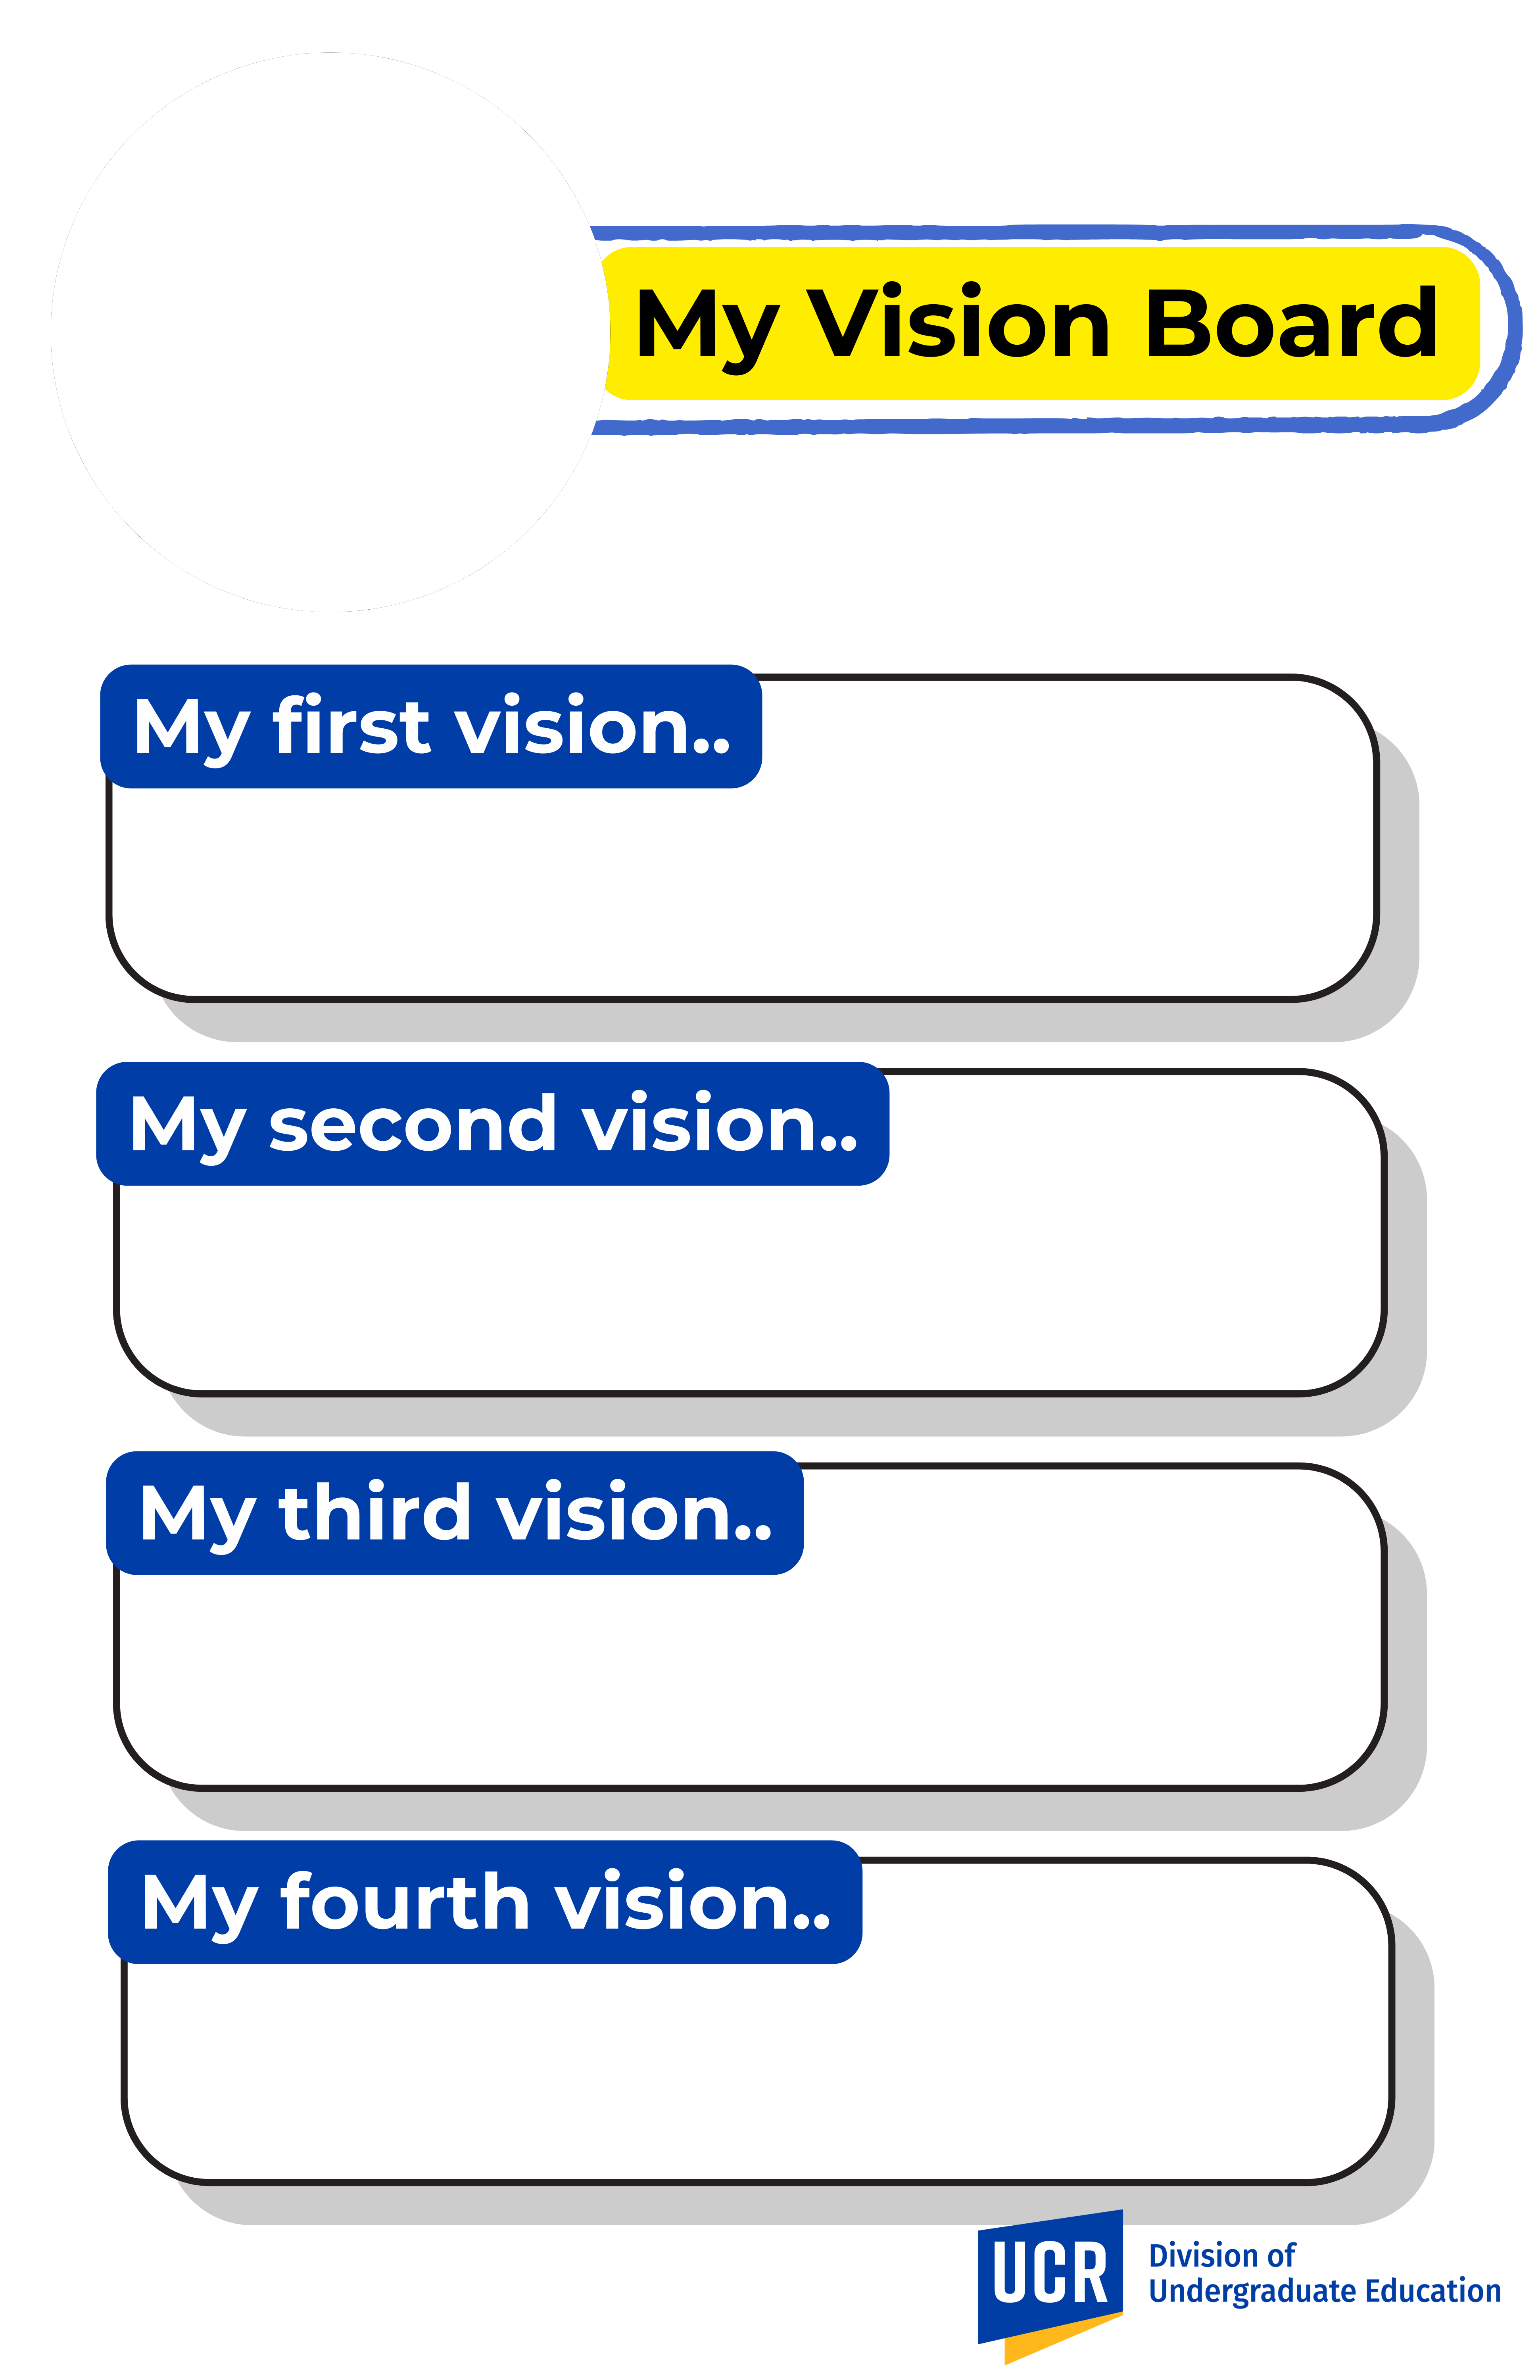 My Vision Board
My first vision..
My second vision..
My third vision..
My fourth vision..
UCR
Division of
Undergraduate Education